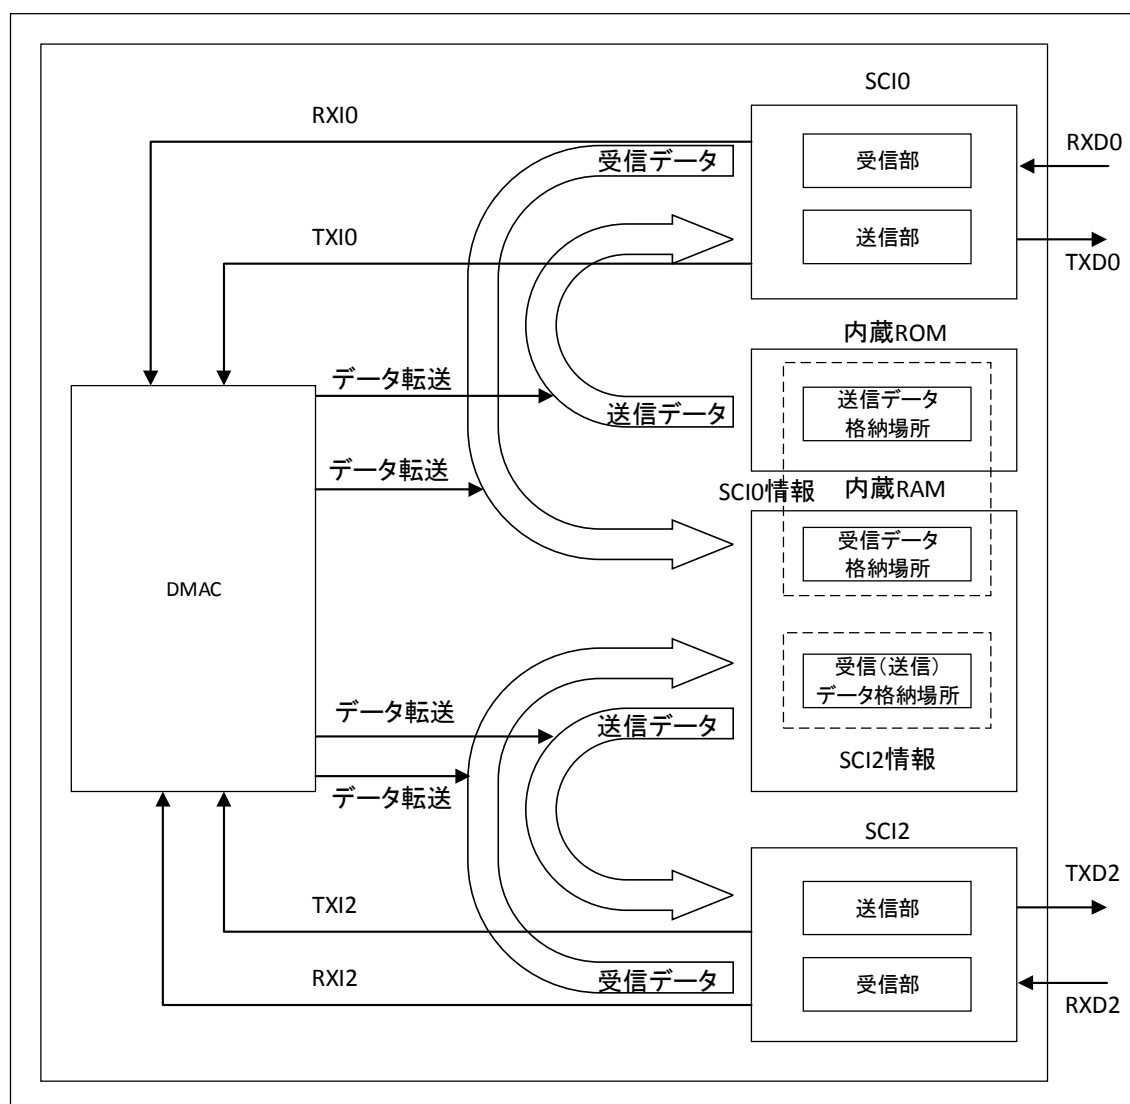 SCI0
RXI0
受信データ
受信部
RXD0
TXI0
送信部
TXD0
内蔵ROM
データ転送
送信データ
送信データ
格納場所
データ転送
SCI0情報
内蔵RAM
受信データ
格納場所
DMAC
受信(送信)
データ格納場所
データ転送
送信データ
SCI2情報
データ転送
SCI2
TXD2
TXI2
送信部
RXI2
受信データ
受信部
RXD2